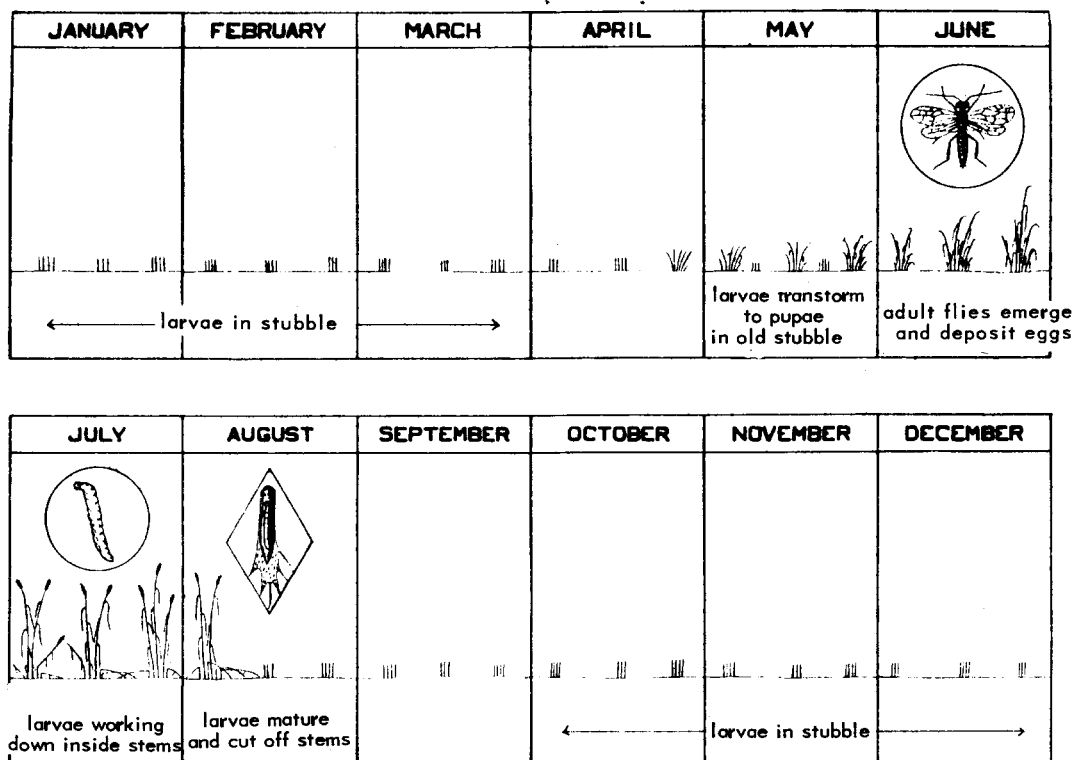 JANUARY FEBRUARY MARCH APRIL MAY JUNE
larvae in stubble
larvae transtorm
to pupae
in old stubble
adult flies emerge
and deposit eggs
JULY AUGUST SEPTEMBER OCTOBER NOVEMBER DECEMBER
larvae working
down inside stems
larvae mature
and cut off stems
larvae in stubble